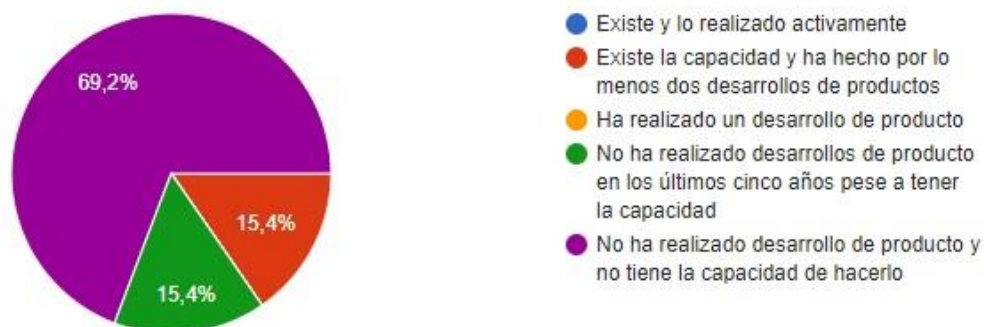 69,2%
15,4%
15,4%
Existe y lo realizado activamente
Existe la capacidad y ha hecho por lo
menos dos desarrollos de productos
Ha realizado un desarrollo de producto
No ha realizado desarrollos de producto
en los últimos cinco años pese a tener
la capacidad
No ha realizado desarrollo de producto y
no tiene la capacidad de hacerlo